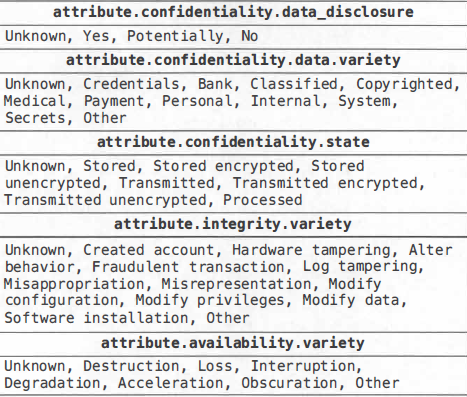 attribute.confidentiality.data_disclosure
Unknown, Yes, Potentially, No
attribute.confidentiality.data.variety
Unknown, Credentials, Bank, Classified, Copyrighted,
Medical, Payment, Personal, Internal, System,
Secrets, Other
attribute.confidentiality.state
Unknown, Stored, Stored encrypted, Stored
unencrypted, Transmitted, Transmitted encrypted,
Transmitted unencrypted, Processed
attribute.integrity.variety
Unknown, Created account, Hardware tampering, Alter
behavior, Fraudulent transaction, Log tampering,
Misappropriation, Misrepresentation, Modify
configuration, Modify privileges, Modify data,
Software installation, Other
attribute.availability.variety
Unknown, Destruction, Loss, Interruption,
Degradation, Acceleration, Obscuration, Other